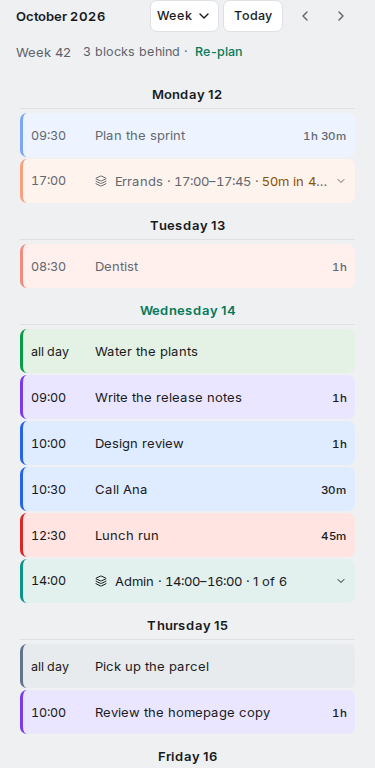 October 2026 Week Today
Week 42 3 blocks behind · Re-plan
Monday 12
09:30 Plan the sprint 1h 30m
17:00 Errands · 17:00–17:45 · 50m in 4...
Tuesday 13
08:30 Dentist 1h
Wednesday 14
all day Water the plants
09:00 Write the release notes 1h
10:00 Design review 1h
10:30 Call Ana 30m
12:30 Lunch run 45m
14:00 Admin · 14:00–16:00 · 1 of 6
Thursday 15
all day Pick up the parcel
10:00 Review the homepage copy 1h
Friday 16